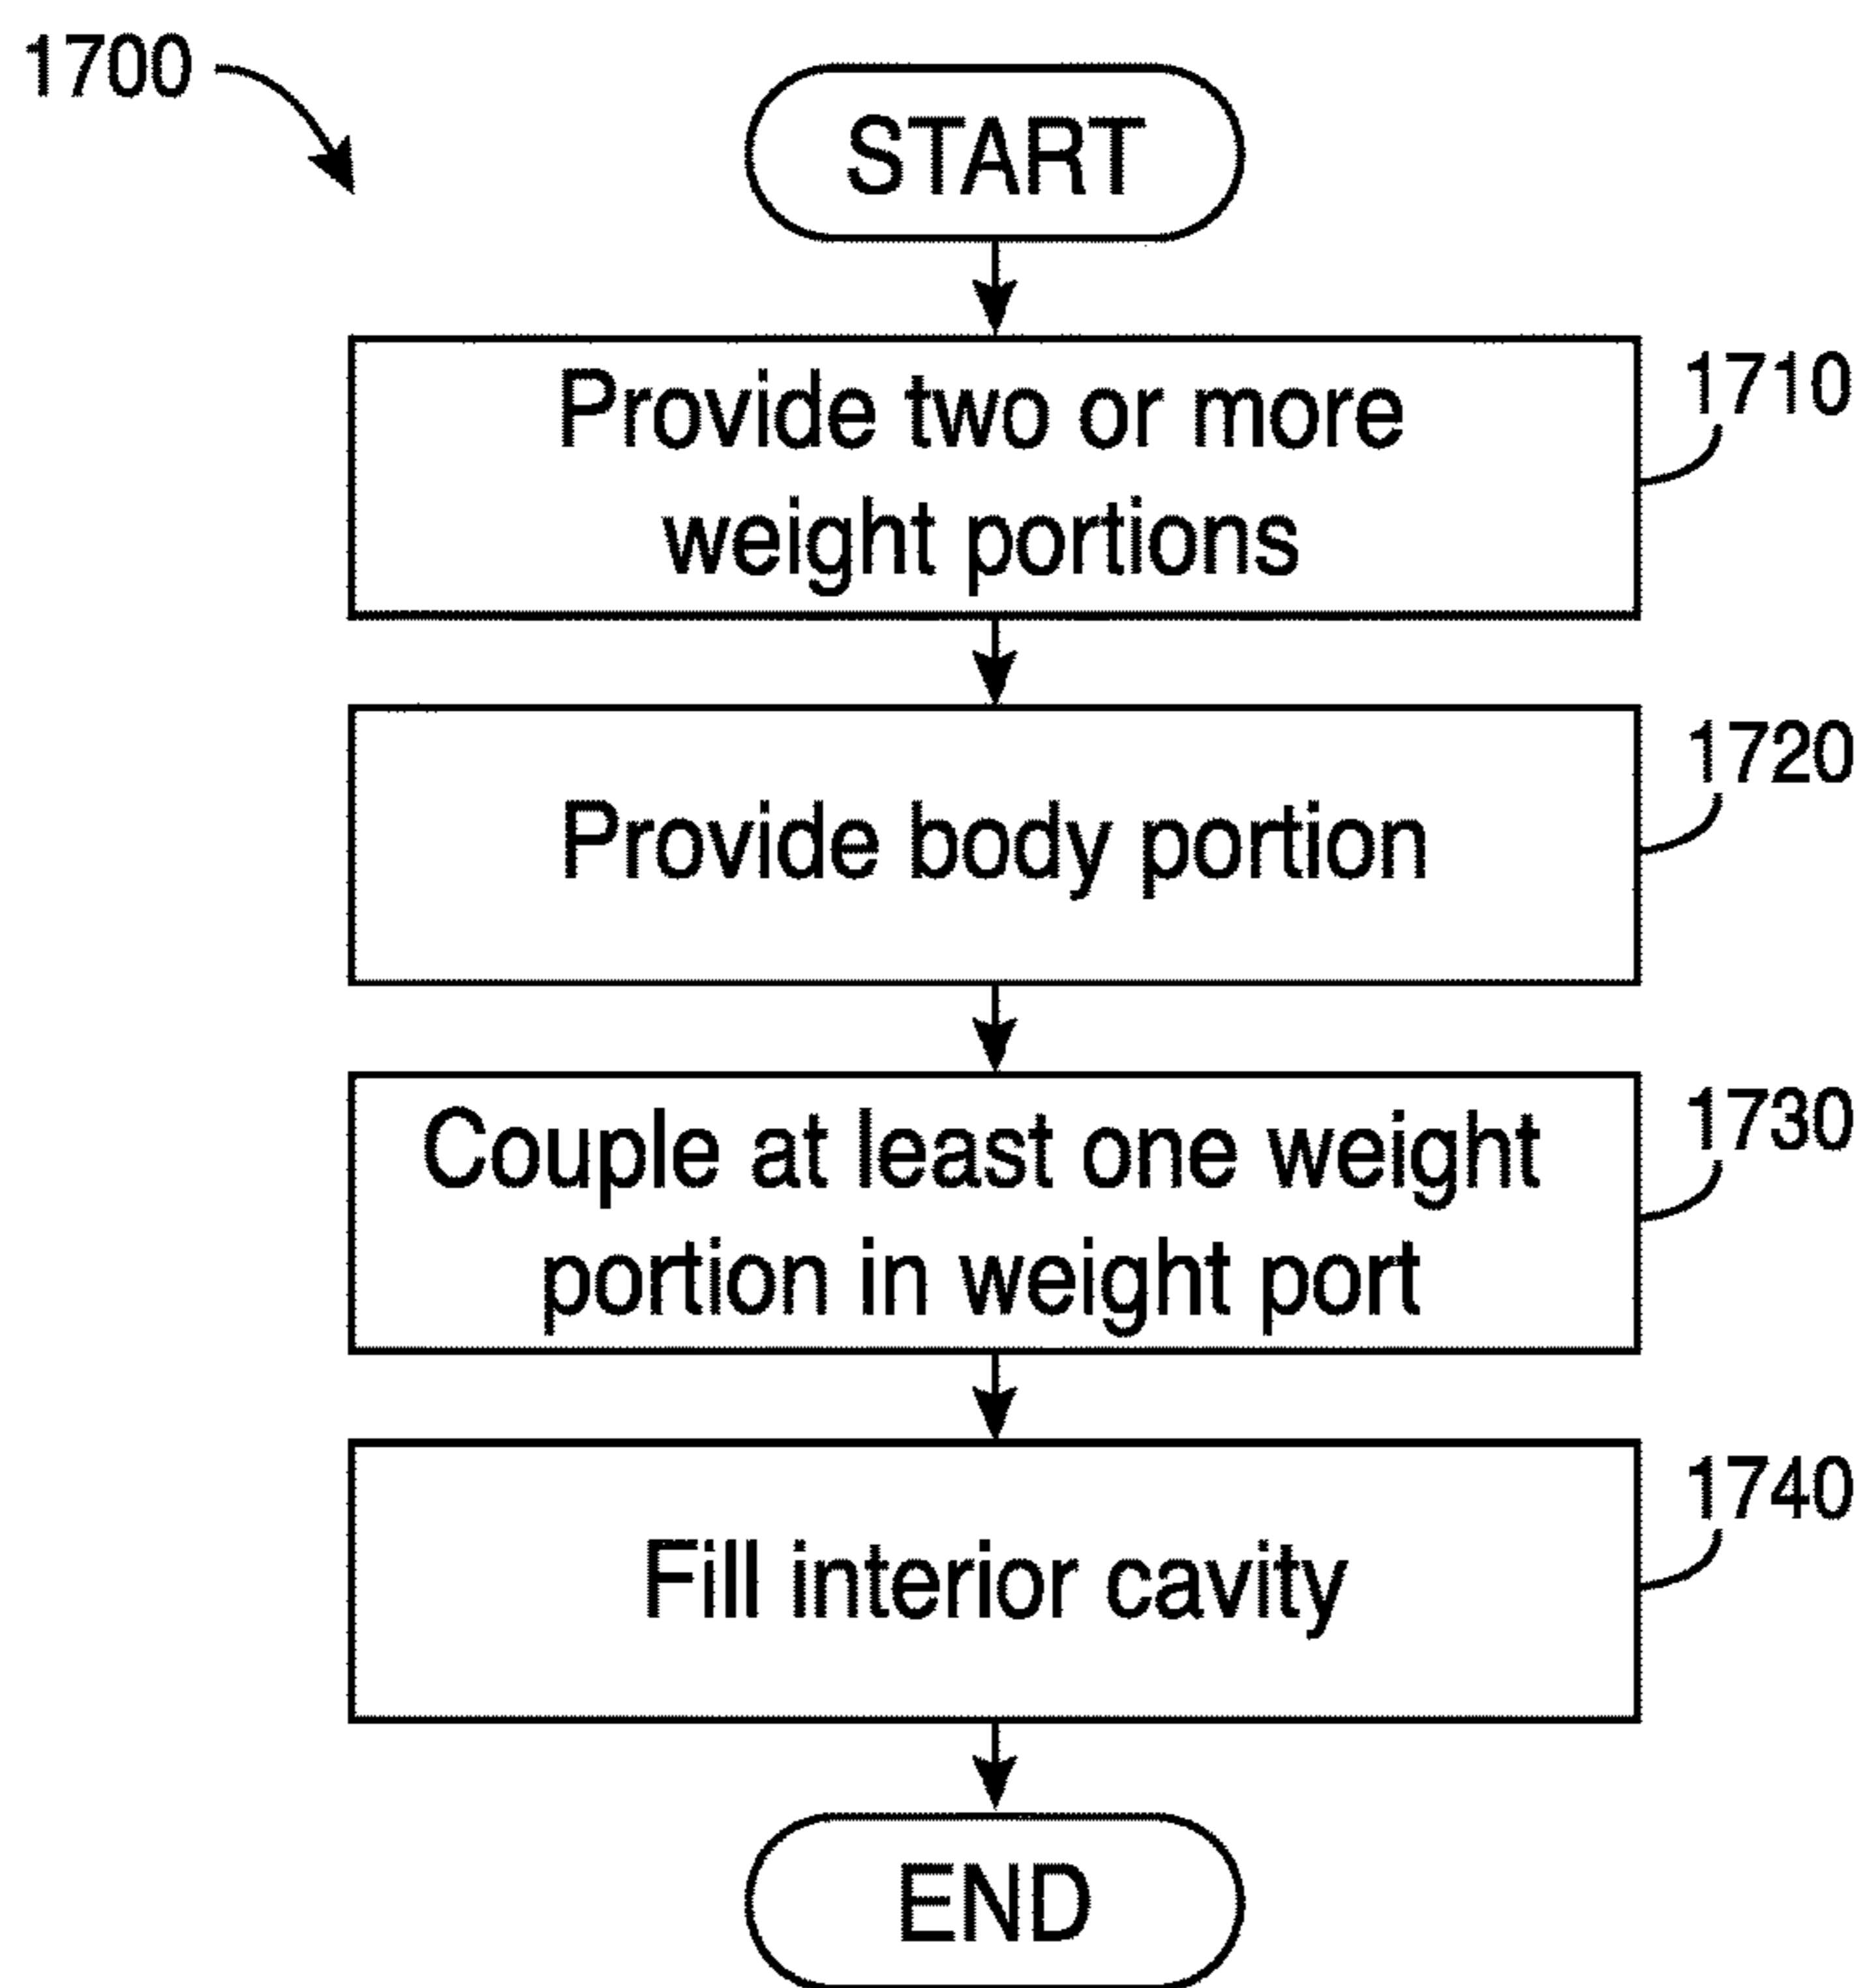 1700
START
Provide two or more
weight portions
1710
Provide body portion
1720
Couple at least one weight
portion in weight port
1730
Fill interior cavity
1740
END